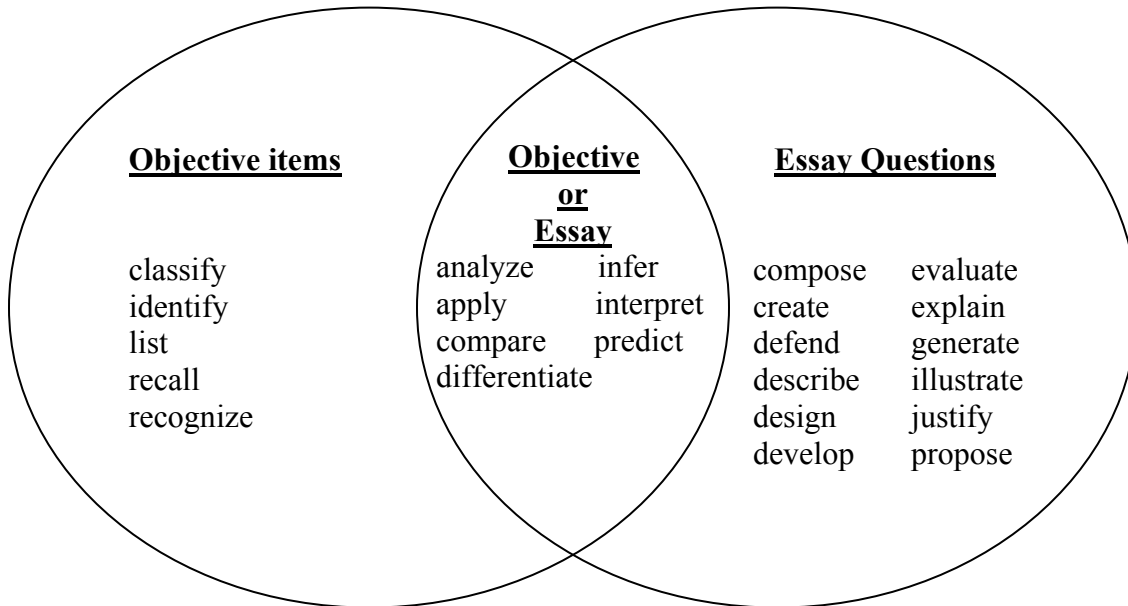 Objective items
classify
identify
list
recall
recognize
Objective
or
Essay
analyze infer
apply interpret
compare predict
differentiate
Essay Questions
compose evaluate
create explain
defend generate
describe illustrate
design justify
develop propose